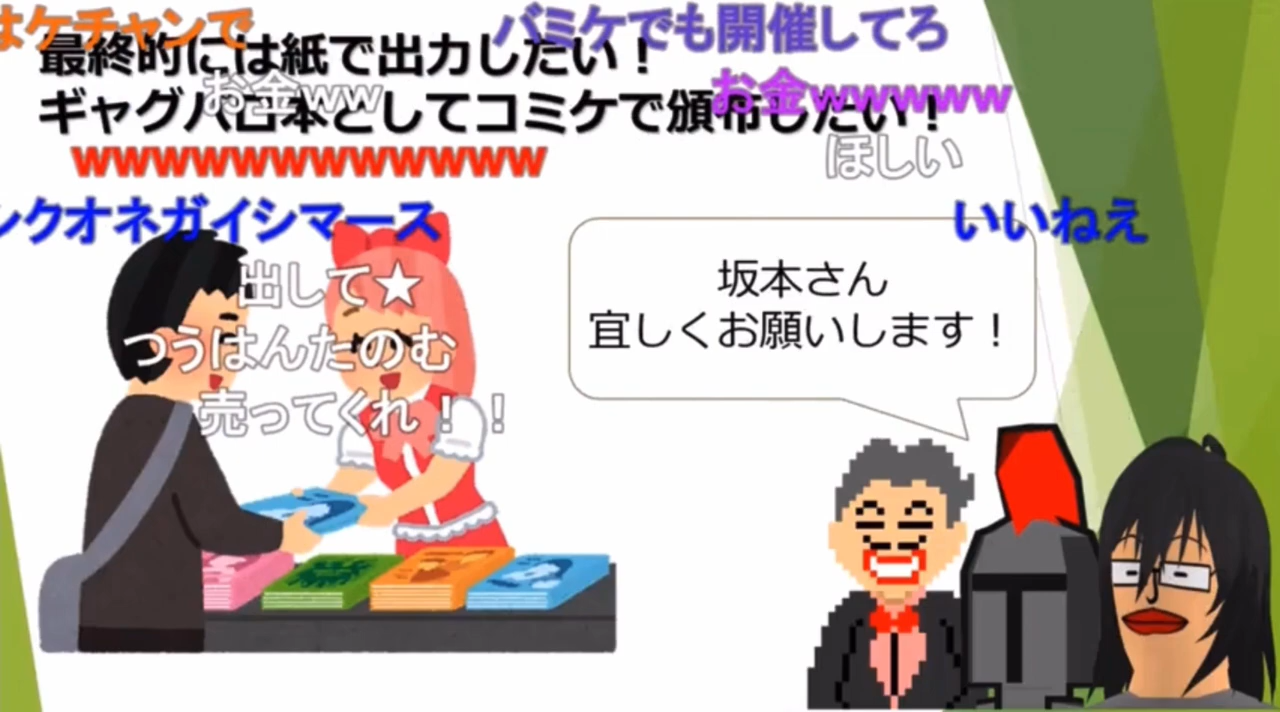 はケチャンで
バミケでも開催してろ
最終的には紙で出力したい！
お金ww
お金wwwww
ギャグパロ本としてコミケで頒布したい！
wwwwwwwwwwwww
ほしい
シクオネガイシマース
いいねえ
出して★
つうはんたのむ
売ってくれ！！
坂本さん
宜しくお願いします！